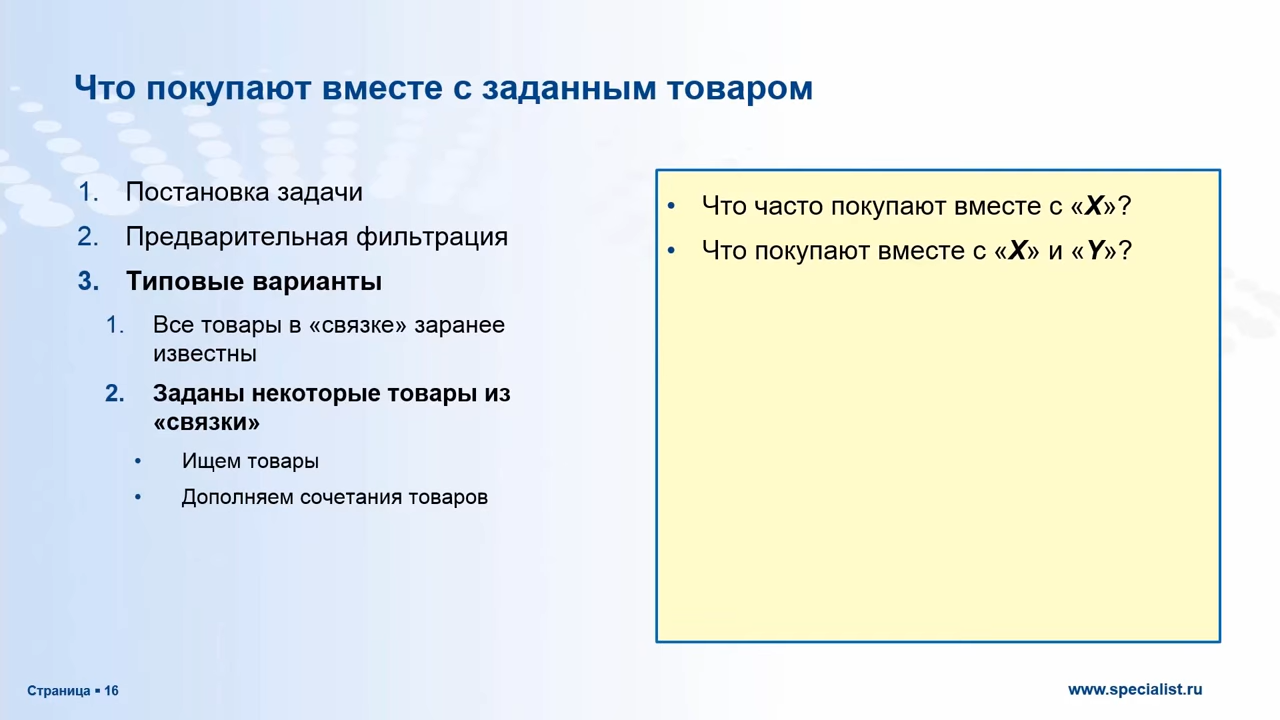 Что покупают вместе с заданным товаром
1. Постановка задачи
2. Предварительная фильтрация
3. Типовые варианты
1. Все товары в «связке» заранее
известны
2. Заданы некоторые товары из
«связки»
• Ищем товары
• Дополняем сочетания товаров
• Что часто покупают вместе с «X»?
• Что покупают вместе с «X» и «Y»?
Страница ▪ 16
www.specialist.ru